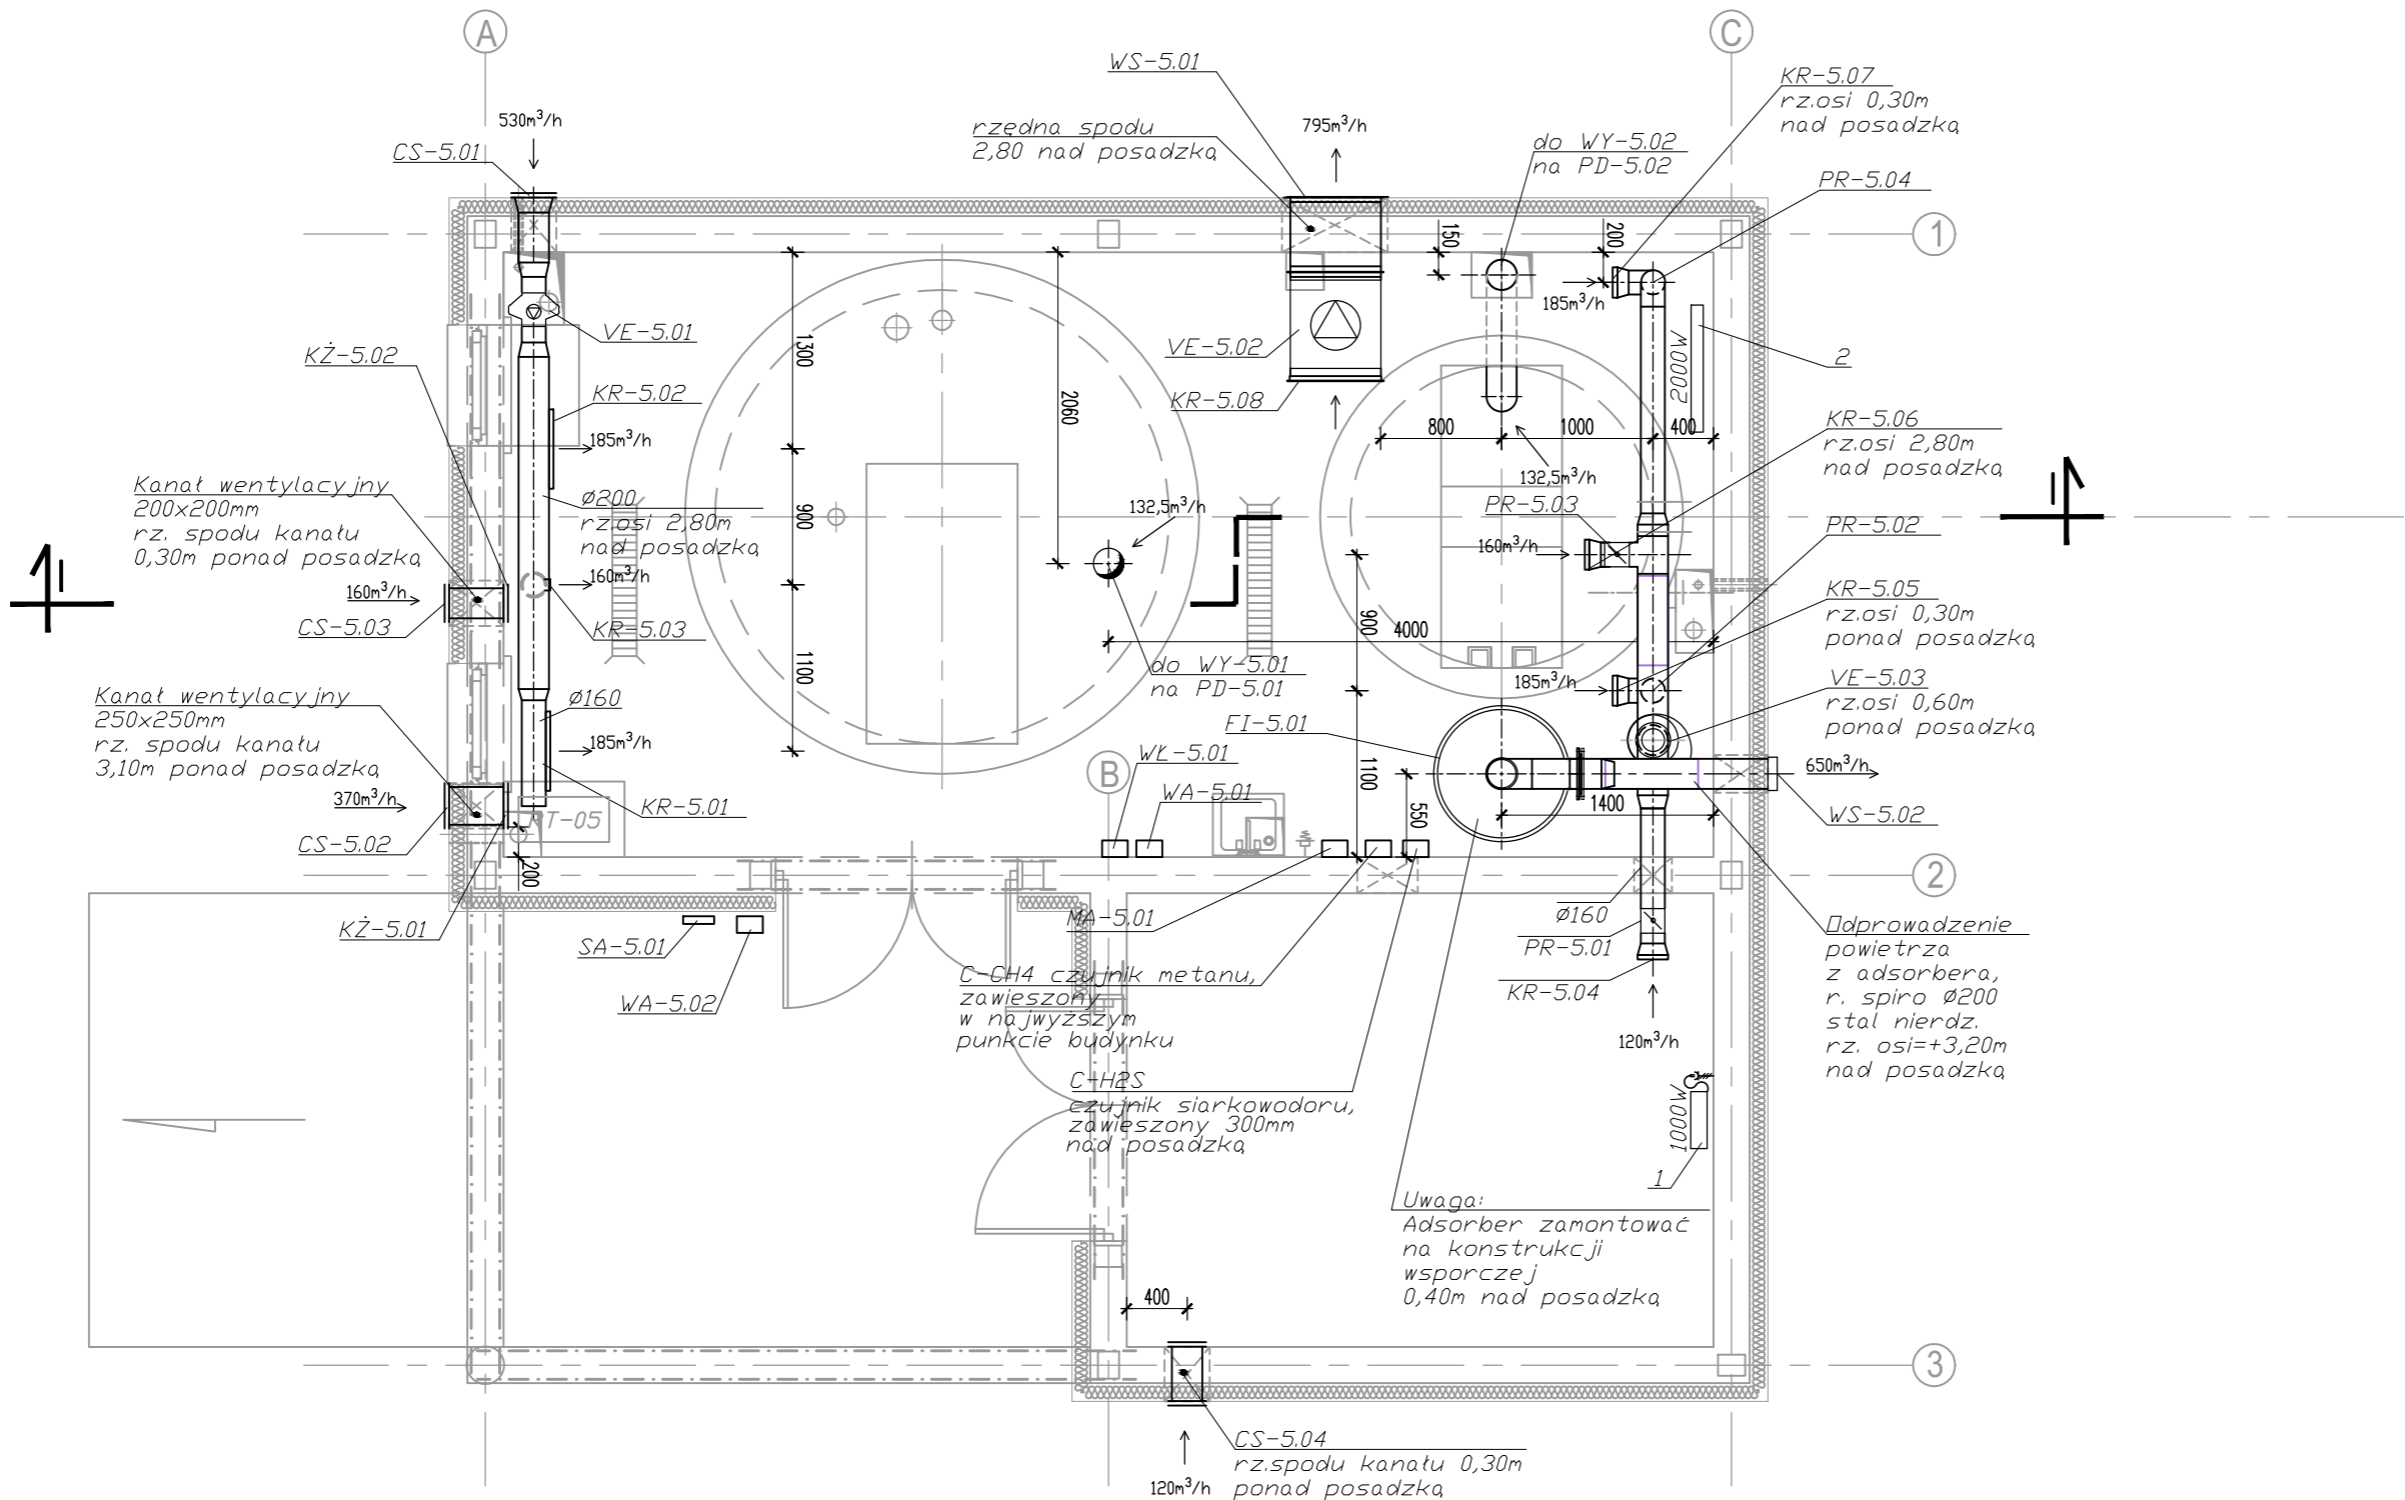 A
C
WS-5.01
KR-5.07
rz.osi 0,30m
nad posadzką
530m³/h
795m³/h
rzędna spodu
2,80 nad posadzką
do WY-5.02
na PD-5.02
CS-5.01
PR-5.04
1
150
200
185m³/h
VE-5.01
KŻ-5.02
VE-5.02
1300
2060
2000W
2
KR-5.02
KR-5.08
185m³/h
800
1000
400
KR-5.06
rz.osi 2,80m
nad posadzką
Kanał wentylacyjny
200x200mm
rz. spodu kanału
0,30m ponad posadzką
Ø200
rz.osi 2,80m
nad posadzką
900
132,5m³/h
132,5m³/h
PR-5.03
PR-5.02
160m³/h
160m³/h
160m³/h
CS-5.03
KR-5.03
KR-5.05
rz.osi 0,30m
ponad posadzką
900
4000
1100
do WY-5.01
na PD-5.01
185m³/h
VE-5.03
rz.osi 0,60m
ponad posadzką
Kanał wentylacyjny
250x250mm
rz. spodu kanału
3,10m ponad posadzką
Ø160
185m³/h
FI-5.01
B
WŁ-5.01
WA-5.01
1100
550
650m³/h
370m³/h
KR-5.01
RT-05
1400
WS-5.02
CS-5.02
200
2
KŻ-5.01
SA-5.01
WA-5.02
MA-5.01
Ø160
PR-5.01
KR-5.04
Odprowadzenie
powietrza
z adsorbera,
r. spiro Ø200
stal nierdz.
rz. osi=+3,20m
nad posadzką
C-CH4 czujnik metanu,
zawieszony
w najwyższym
punkcie budynku
120m³/h
C-H2S
czujnik siarkowodoru,
zawieszony 300mm
nad posadzką
1000W
1
Uwaga:
Adsorber zamontować
na konstrukcji
wsporczej
0,40m nad posadzką
400
3
CS-5.04
rz.spodu kanału 0,30m
ponad posadzką
120m³/h